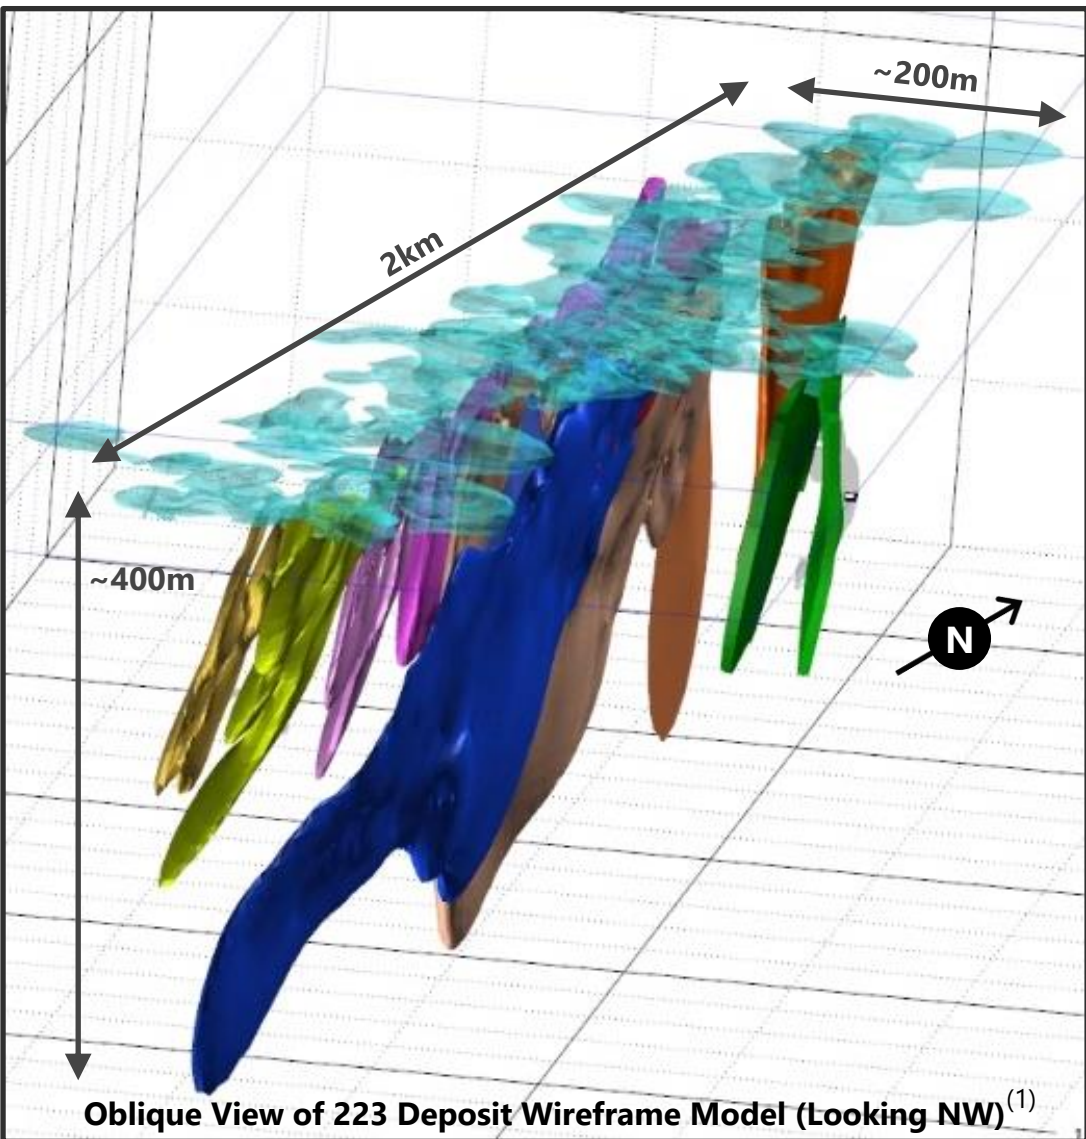 ~200m
2km
~400m
N
Oblique View of 223 Deposit Wireframe Model (Looking NW)(1)